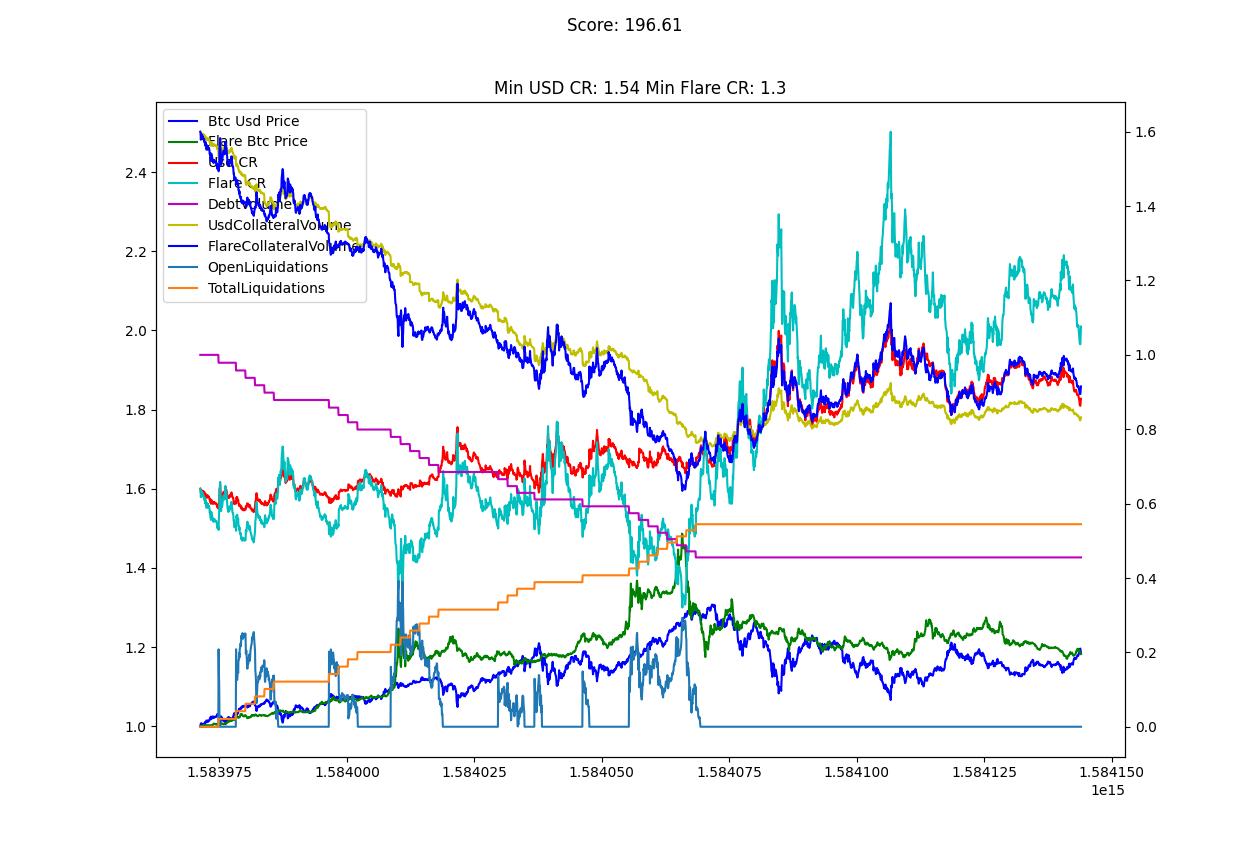 Score: 196.61
Min USD CR: 1.54 Min Flare CR: 1.3
Btc Usd Price
Flare Btc Price
Usd CR
Flare CR
DebtVolume
UsdCollateralVolume
FlareCollateralVolume
OpenLiquidations
TotalLiquidations
2.4
2.2
2.0
1.8
1.6
1.4
1.2
1.0
1.6
1.4
1.2
1.0
0.8
0.6
0.4
0.2
0.0
1.583975
1.584000
1.584025
1.584050
1.584075
1.584100
1.584125
1.584150
1e15